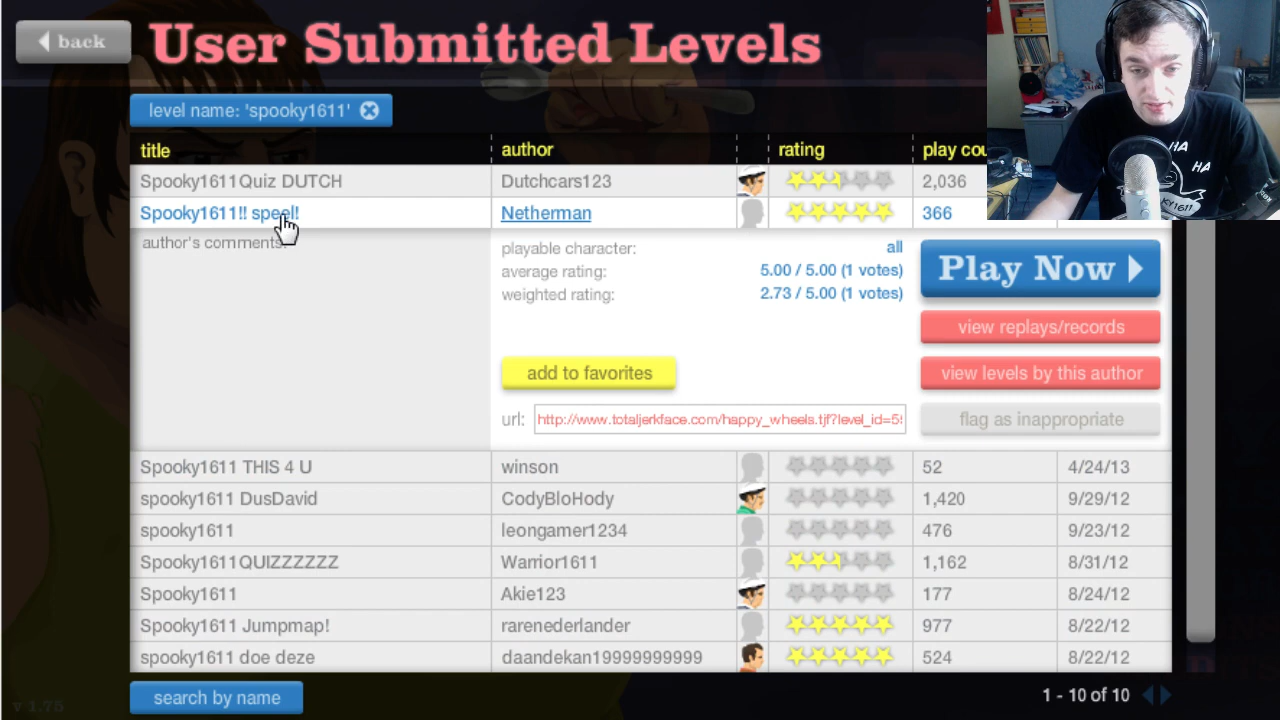 back
User Submitted Levels
level name: 'spooky1611'
title author rating play cou
Spooky1611Quiz DUTCH Dutchcars123 2,036
Spooky1611!! speel! Netherman 366
author's comments:
playable character: all
average rating: 5.00 / 5.00 (1 votes)
weighted rating: 2.73 / 5.00 (1 votes)
Play Now
view replays/records
add to favorites
view levels by this author
url: http://www.totaljerkface.com/happy_wheels.tjf?level_id=5
flag as inappropriate
Spooky1611 THIS 4 U winson 52 4/24/13
spooky1611 DusDavid CodyBloHody 1,420 9/29/12
spooky1611 leongamer1234 476 9/23/12
Spooky1611QUIZZZZZZ Warrior1611 1,162 8/31/12
Spooky1611 Akie123 177 8/24/12
Spooky1611 Jumpmap! rarenederlander 977 8/22/12
spooky1611 doe deze daandekan19999999999 524 8/22/12
search by name
1 - 10 of 10
v 1.75
HA
HA
KY1611